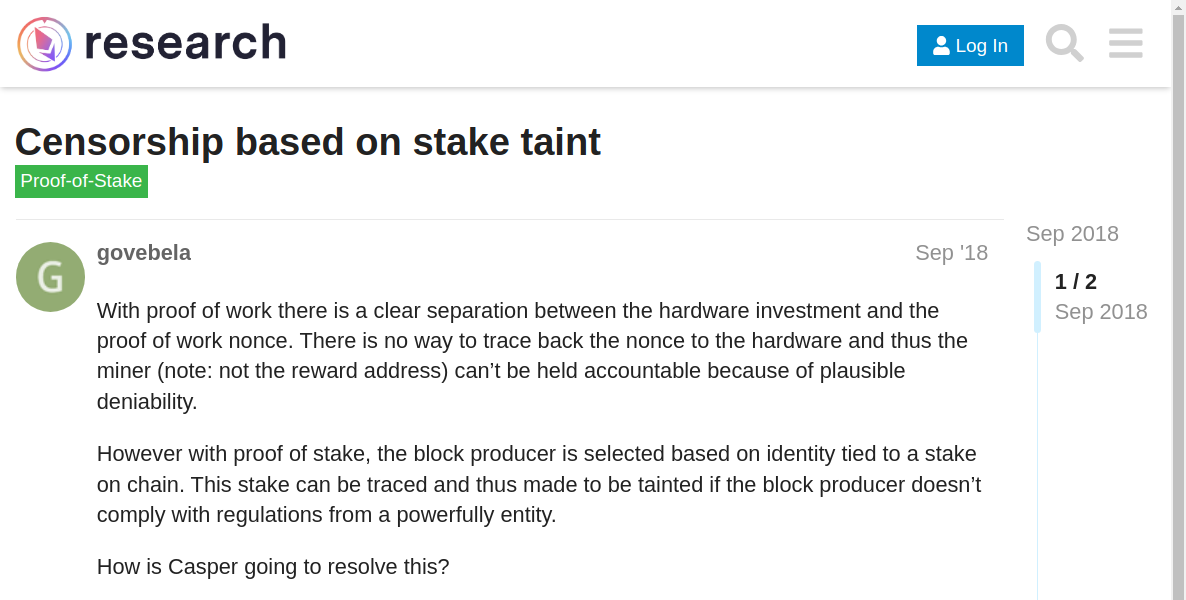 research
Log In
Censorship based on stake taint
Proof-of-Stake
G
govebela
Sep '18
With proof of work there is a clear separation between the hardware investment and the
proof of work nonce. There is no way to trace back the nonce to the hardware and thus the
miner (note: not the reward address) can’t be held accountable because of plausible
deniability.
However with proof of stake, the block producer is selected based on identity tied to a stake
on chain. This stake can be traced and thus made to be tainted if the block producer doesn’t
comply with regulations from a powerfully entity.
How is Casper going to resolve this?
Sep 2018
1 / 2
Sep 2018